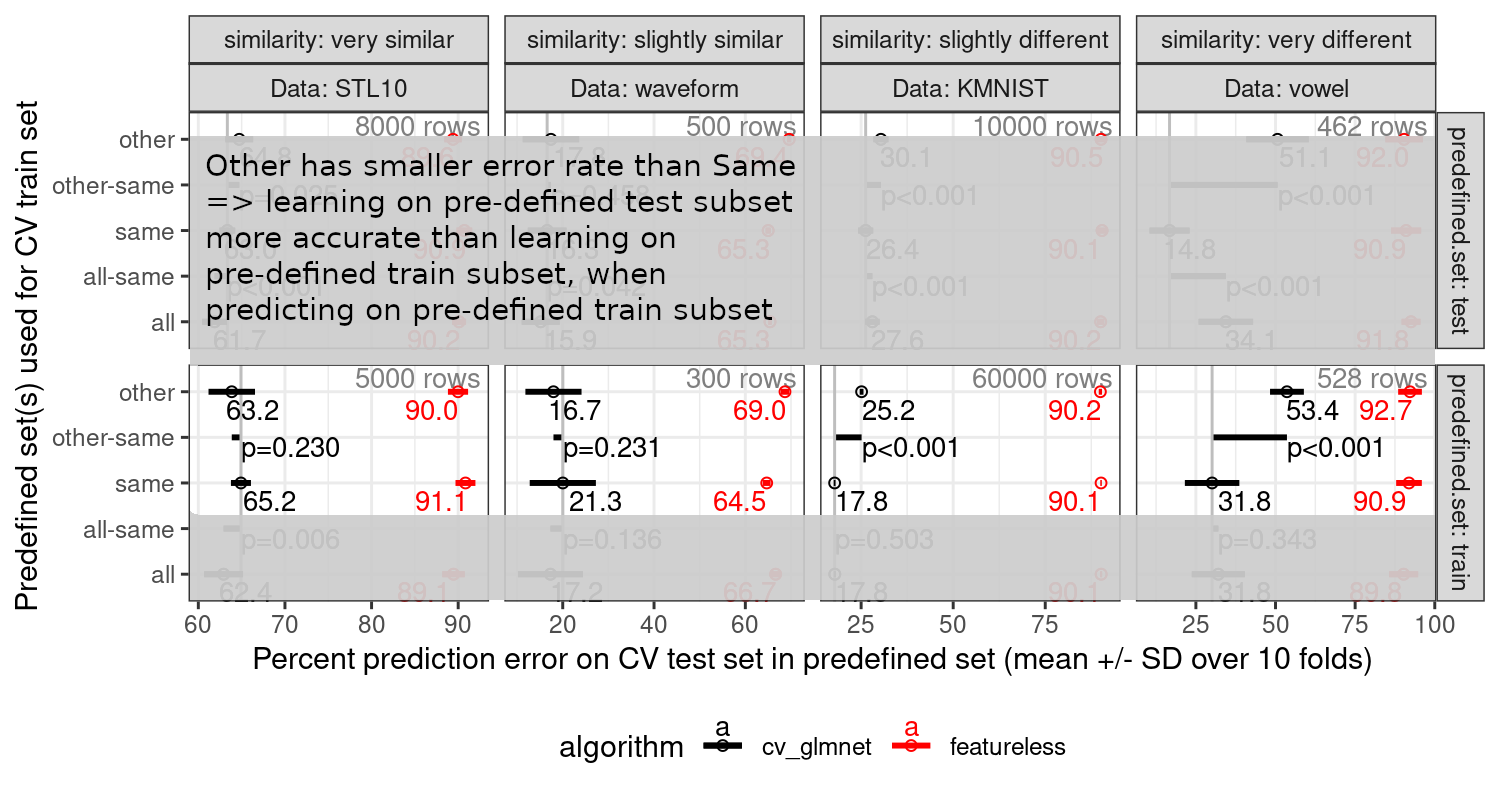 similarity: very similar
similarity: slightly similar
similarity: slightly different
similarity: very different
Data: STL10
Data: waveform
Data: KMNIST
Data: vowel
Predefined set(s) used for CV train set
predefined.set: test
8000 rows
500 rows
10000 rows
462 rows
other
30.1
90.5
51.1
92.0
other-same
p<0.001
p<0.001
same
65.3
26.4
90.1
14.8
90.9
all-same
p<0.001
p<0.001
all
61.7
90.2
15.9
65.3
27.6
90.2
34.1
91.8
Other has smaller error rate than Same
=> learning on pre-defined test subset
more accurate than learning on
pre-defined train subset, when
predicting on pre-defined train subset
predefined.set: train
5000 rows
300 rows
60000 rows
528 rows
other
63.2
90.0
16.7
69.0
25.2
90.2
53.4
92.7
other-same
p=0.230
p=0.231
p<0.001
p<0.001
same
65.2
91.1
21.3
64.5
17.8
90.1
31.8
90.9
all-same
p=0.006
p=0.136
p=0.503
p=0.343
all
62.4
89.1
17.2
66.7
17.8
90.1
31.8
89.8
60 70 80 90
20 40 60
25 50 75
25 50 75 100
Percent prediction error on CV test set in predefined set (mean +/- SD over 10 folds)
algorithm
a
cv_glmnet
a
featureless